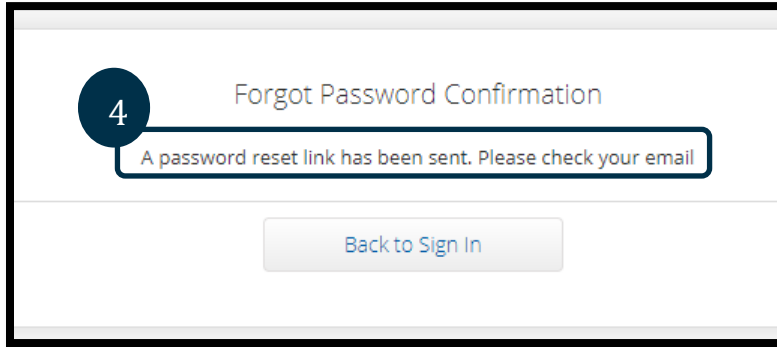 Forgot Password Confirmation
4
A password reset link has been sent. Please check your email
Back to Sign In